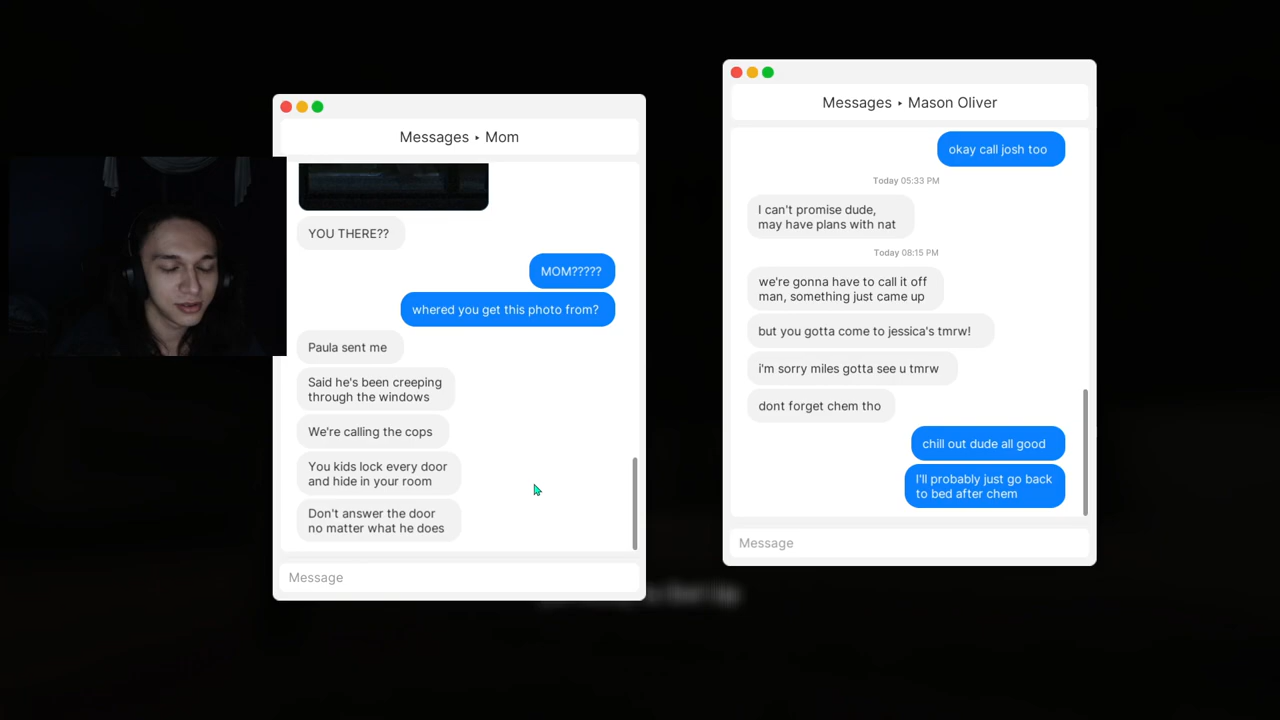 Messages ‣ Mom
YOU THERE??
MOM?????
whered you get this photo from?
Paula sent me
Said he's been creeping
through the windows
We're calling the cops
You kids lock every door
and hide in your room
Don't answer the door
no matter what he does
Message
Messages ‣ Mason Oliver
okay call josh too
Today 05:33 PM
I can't promise dude,
may have plans with nat
Today 08:15 PM
we're gonna have to call it off
man, something just came up
but you gotta come to jessica's tmrw!
i'm sorry miles gotta see u tmrw
dont forget chem tho
chill out dude all good
I'll probably just go back
to bed after chem
Message